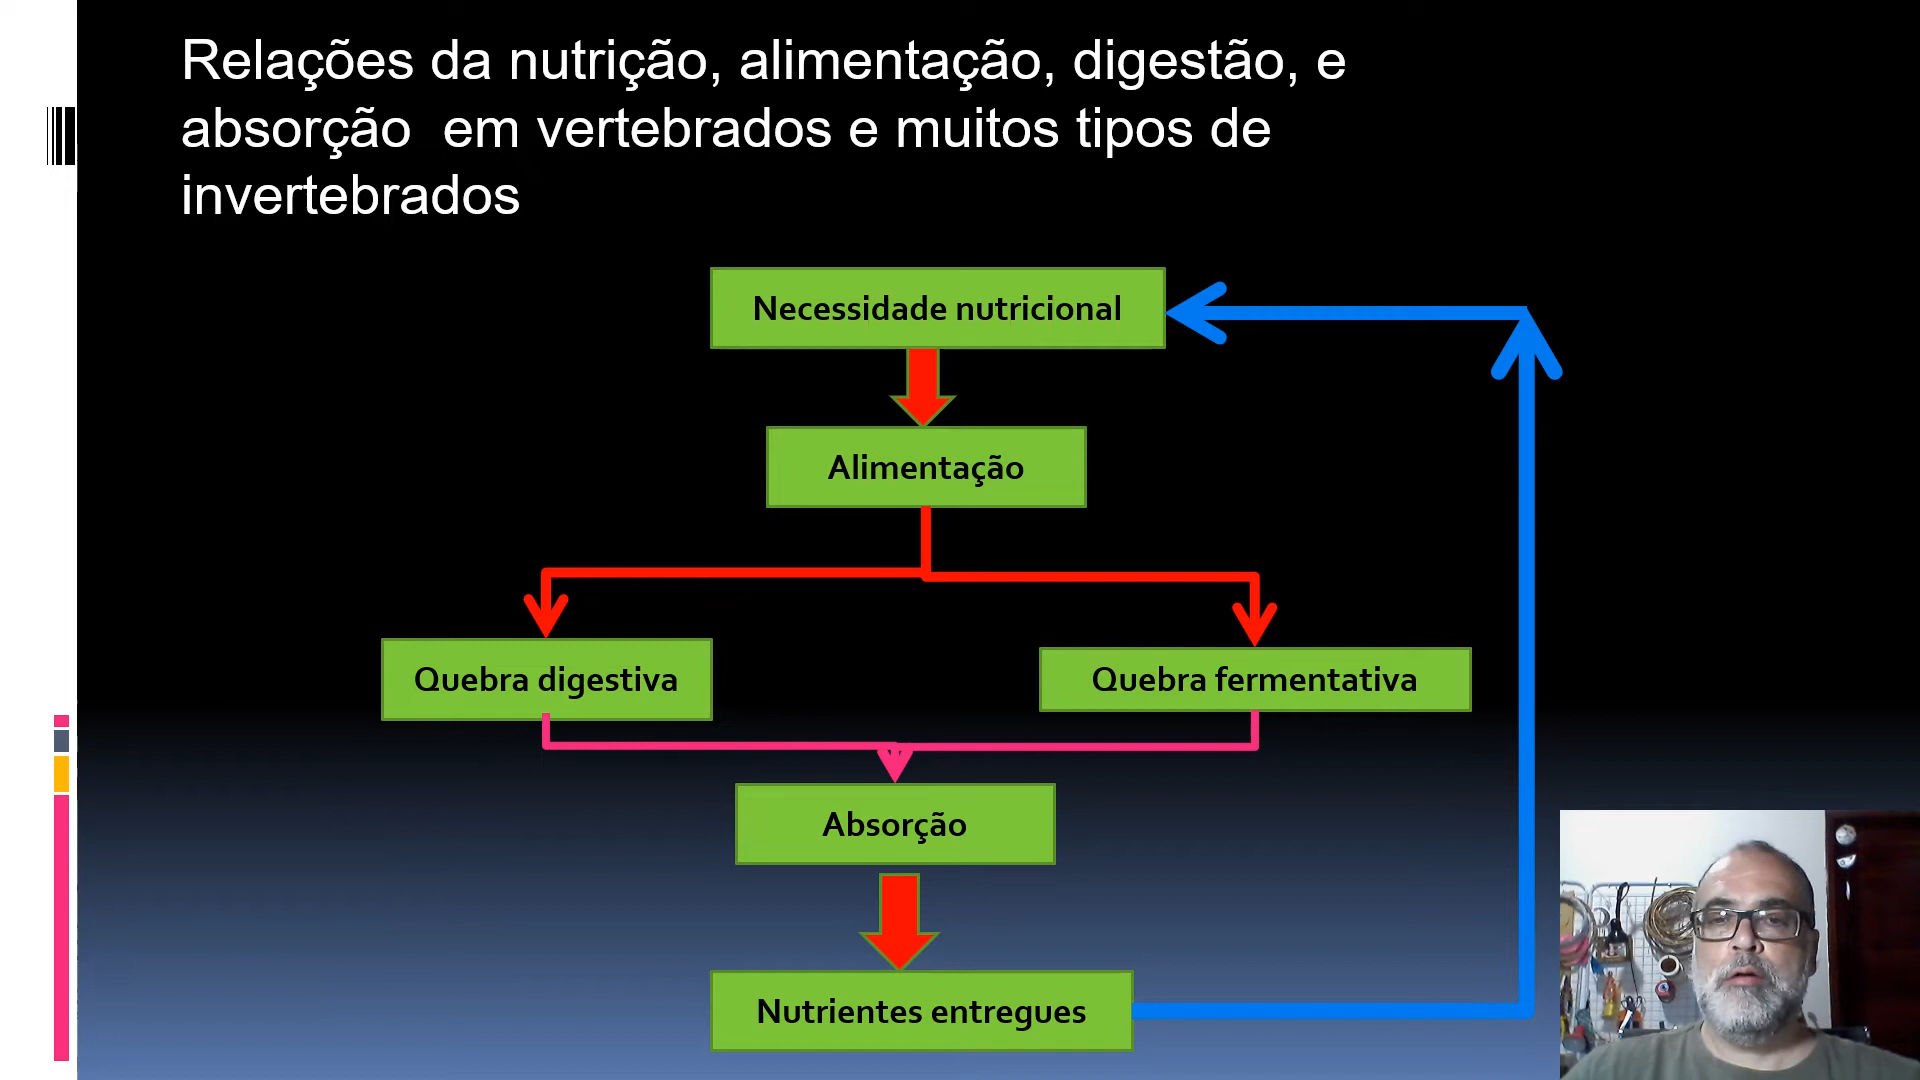 Relações da nutrição, alimentação, digestão, e
absorção  em vertebrados e muitos tipos de
invertebrados
Necessidade nutricional
Alimentação
Quebra digestiva
Quebra fermentativa
Absorção
Nutrientes entregues